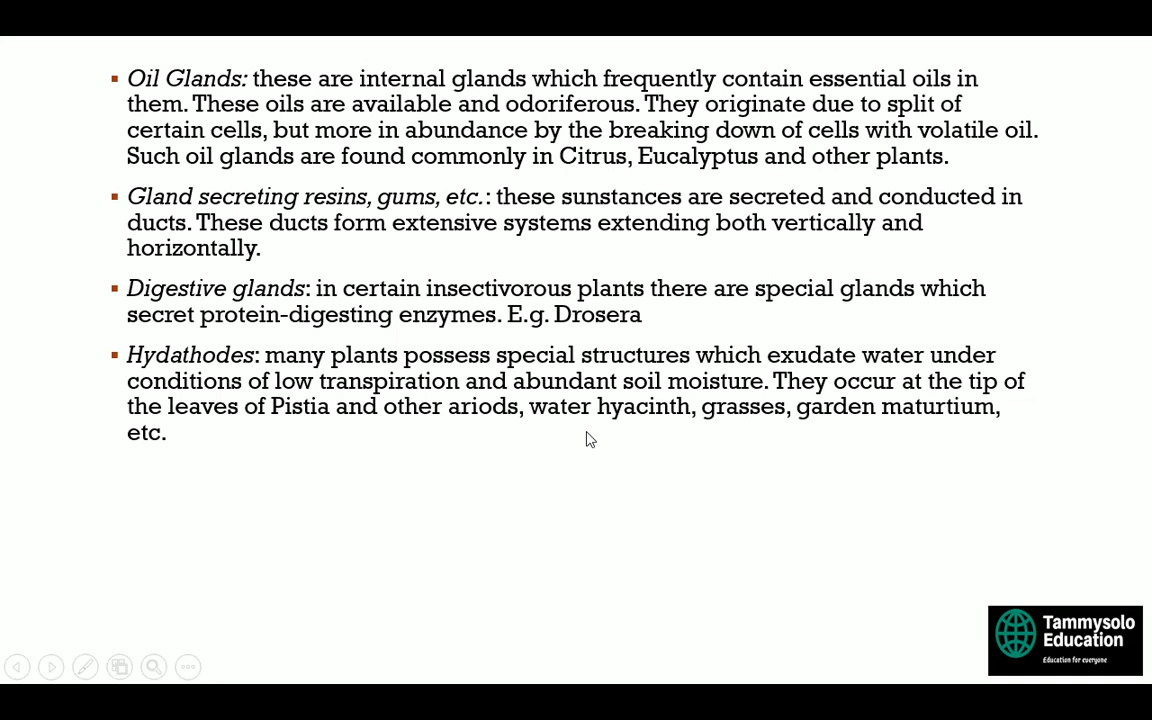 Oil Glands: these are internal glands which frequently contain essential oils in
them. These oils are available and odoriferous. They originate due to split of
certain cells, but more in abundance by the breaking down of cells with volatile oil.
Such oil glands are found commonly in Citrus, Eucalyptus and other plants.
Gland secreting resins, gums, etc.: these sunstances are secreted and conducted in
ducts. These ducts form extensive systems extending both vertically and
horizontally.
Digestive glands: in certain insectivorous plants there are special glands which
secret protein-digesting enzymes. E.g. Drosera
Hydathodes: many plants possess special structures which exudate water under
conditions of low transpiration and abundant soil moisture. They occur at the tip of
the leaves of Pistia and other ariods, water hyacinth, grasses, garden maturtium,
etc.
Tammysolo
Education
Education for everyone